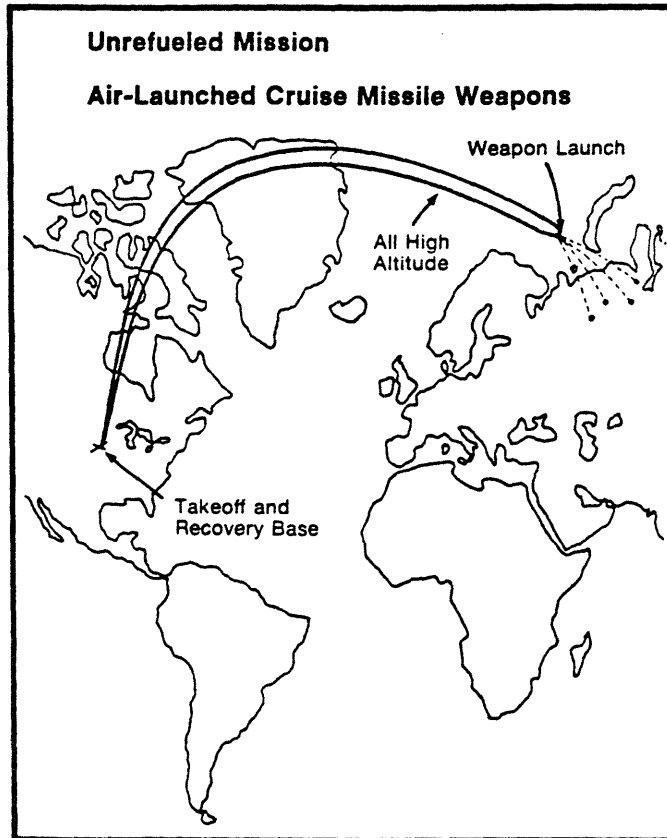 Unrefueled Mission
Air-Launched Cruise Missile Weapons
Weapon Launch
All High
Altitude
Takeoff and
Recovery Base